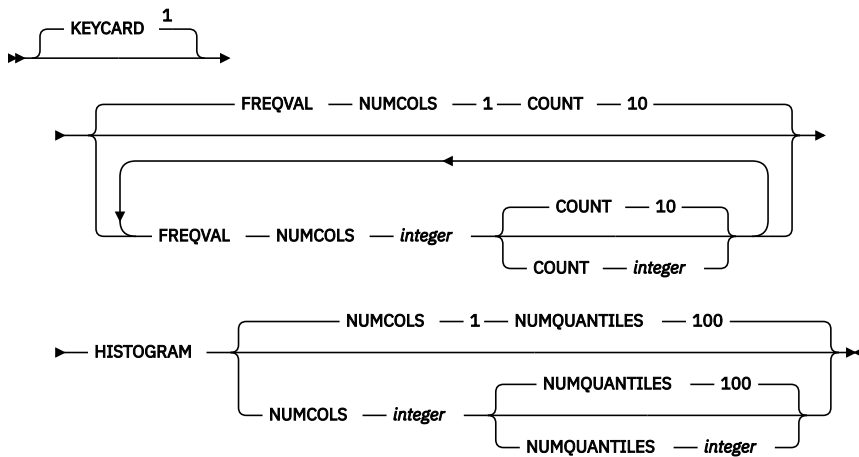 KEYCARD 1
FREQVAL NUMCOLS 1 COUNT 10
FREQVAL NUMCOLS integer COUNT 10
COUNT integer
HISTOGRAM NUMCOLS 1 NUMQUANTILES 100
NUMCOLS integer NUMQUANTILES 100
NUMQUANTILES integer